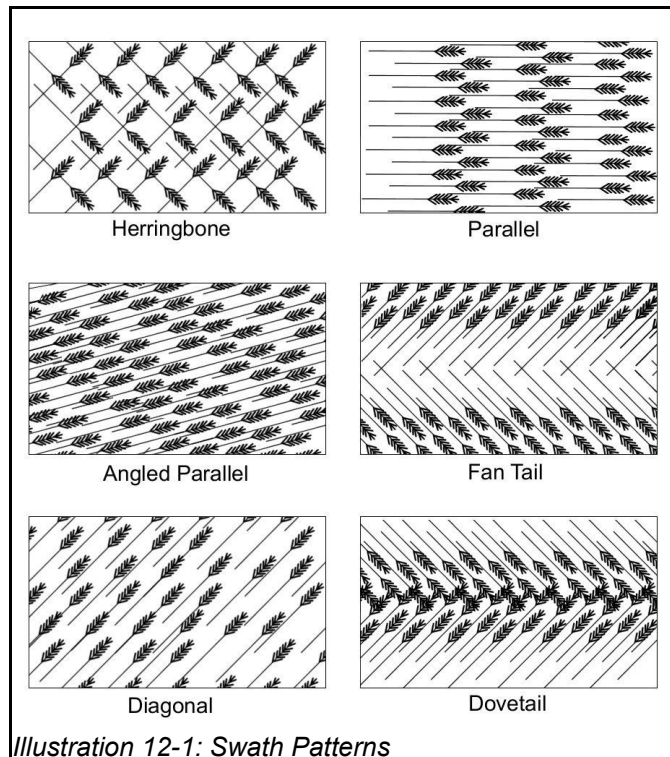 Herringbone
Parallel
Angled Parallel
Fan Tail
Diagonal
Dovetail
Illustration 12-1: Swath Patterns